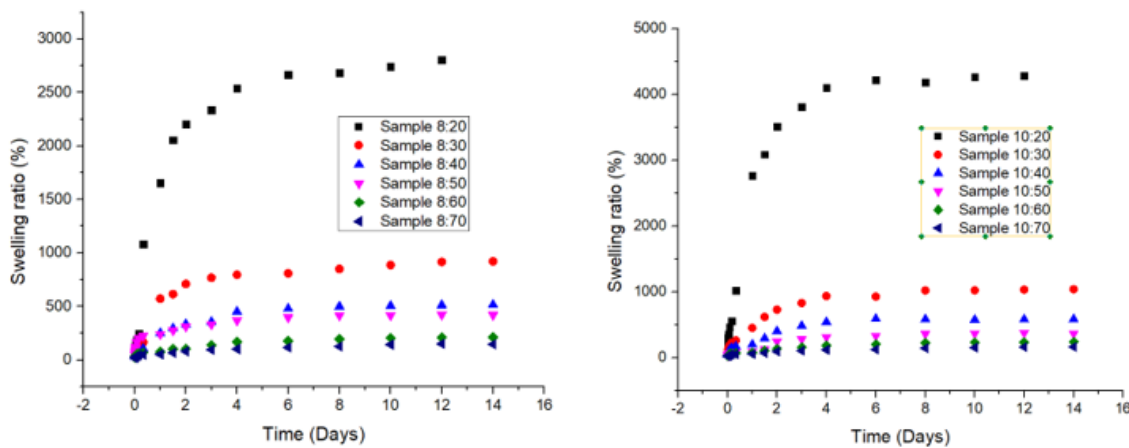 3000
2500
2000
1500
1000
500
0
Swelling ratio (%)
-2 0 2 4 6 8 10 12 14 16
Time (Days)
Sample 8:20
Sample 8:30
Sample 8:40
Sample 8:50
Sample 8:60
Sample 8:70
5000
4000
3000
2000
1000
0
Swelling ratio (%)
-2 0 2 4 6 8 10 12 14 16
Time (Days)
Sample 10:20
Sample 10:30
Sample 10:40
Sample 10:50
Sample 10:60
Sample 10:70